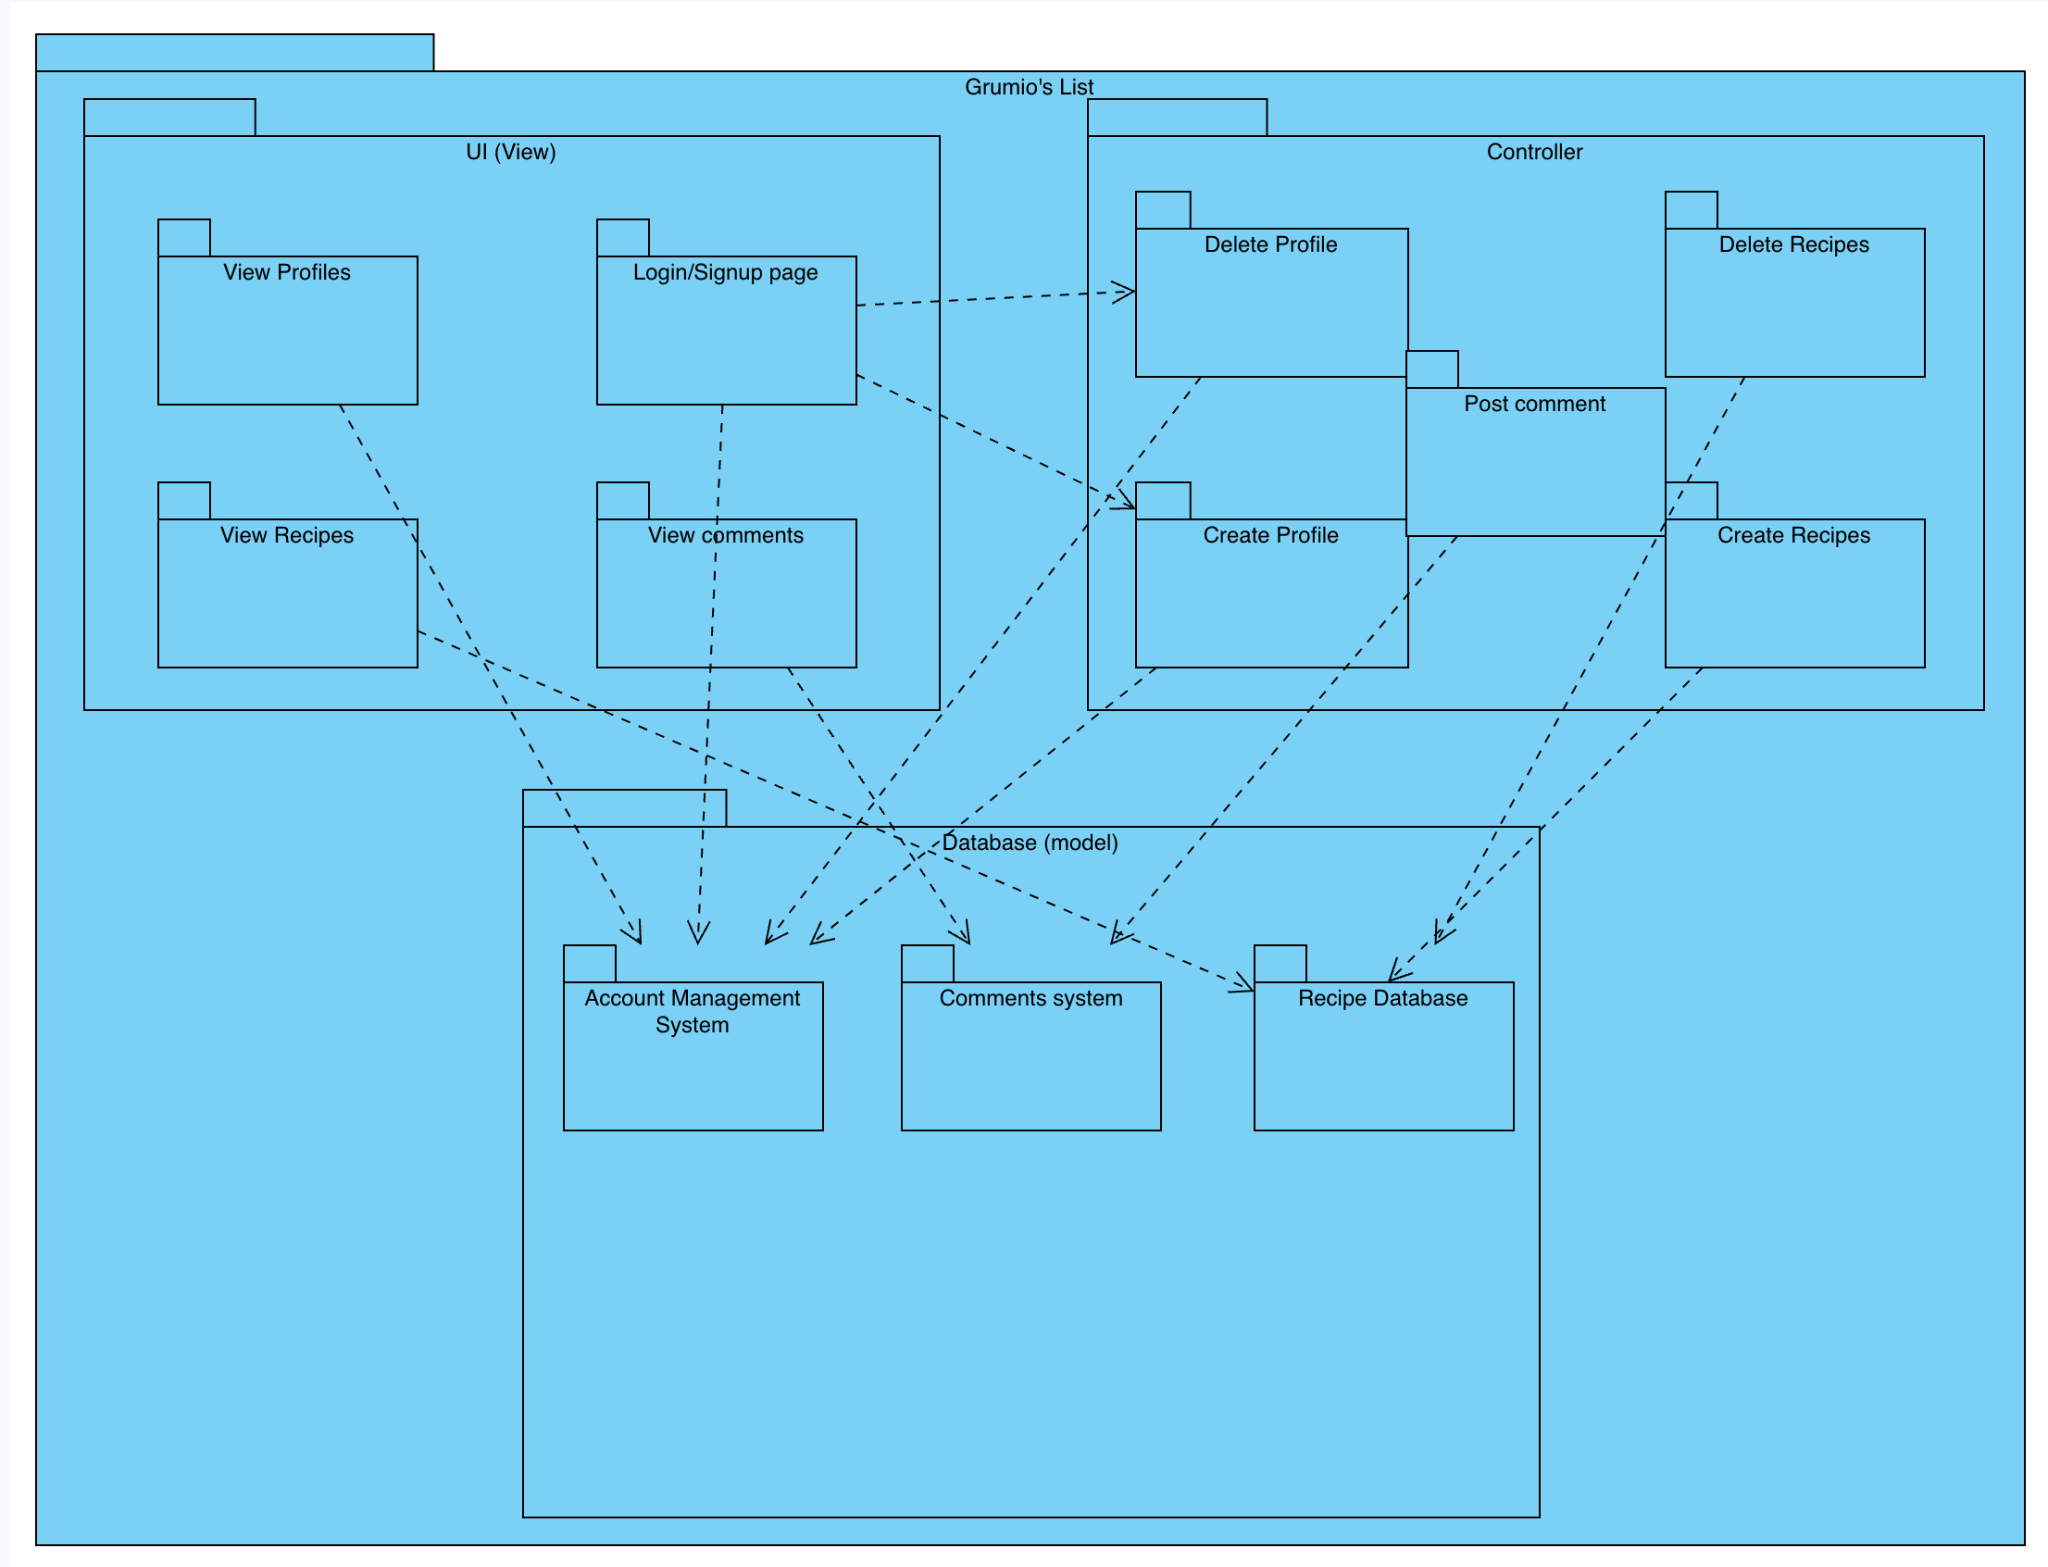 Grumio's List
UI (View)
Controller
View Profiles
Login/Signup page
Delete Profile
Delete Recipes
Post comment
View Recipes
View comments
Create Profile
Create Recipes
Database (model)
Account Management
System
Comments system
Recipe Database